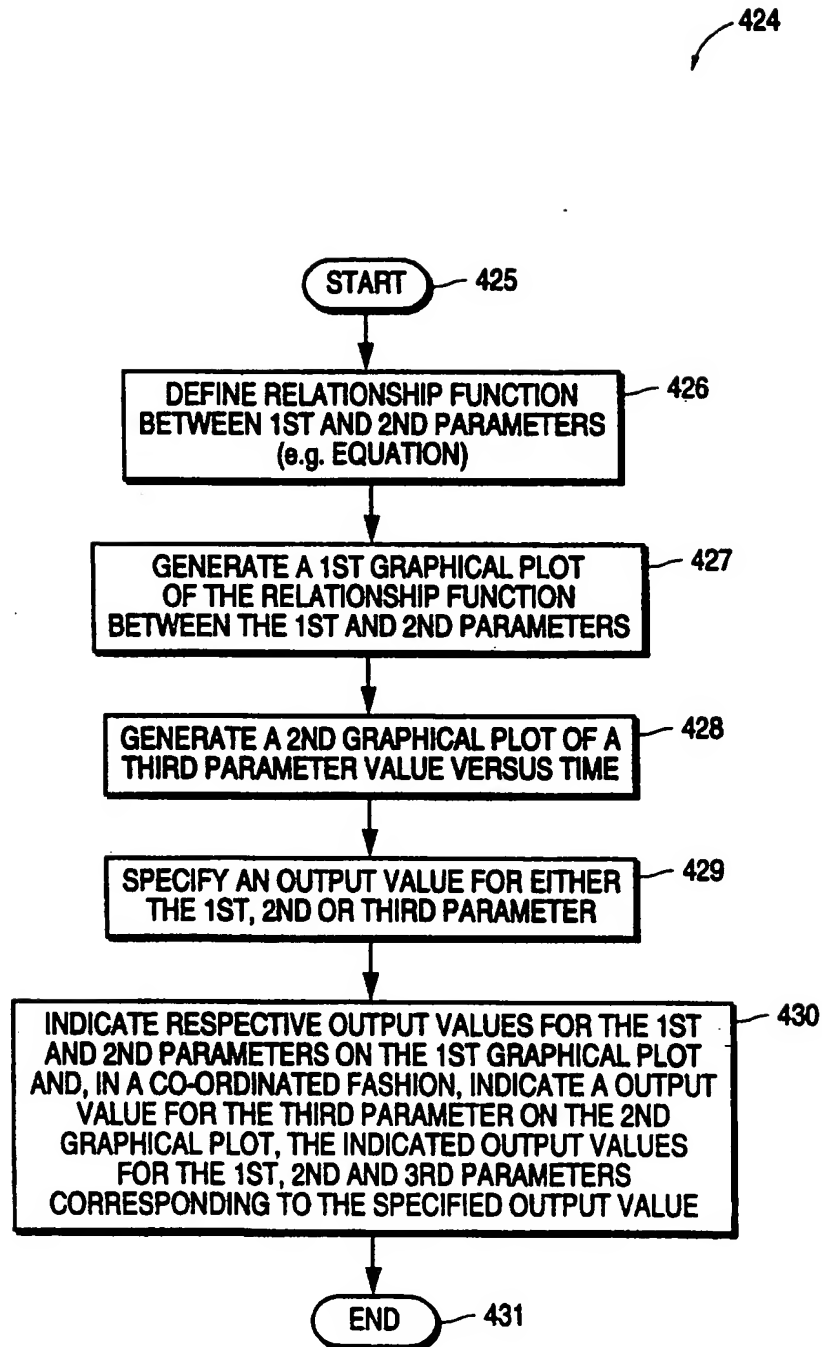 424
START
425
DEFINE RELATIONSHIP FUNCTION
BETWEEN 1ST AND 2ND PARAMETERS
(e.g. EQUATION)
426
GENERATE A 1ST GRAPHICAL PLOT
OF THE RELATIONSHIP FUNCTION
BETWEEN THE 1ST AND 2ND PARAMETERS
427
GENERATE A 2ND GRAPHICAL PLOT OF A
THIRD PARAMETER VALUE VERSUS TIME
428
SPECIFY AN OUTPUT VALUE FOR EITHER
THE 1ST, 2ND OR THIRD PARAMETER
429
INDICATE RESPECTIVE OUTPUT VALUES FOR THE 1ST
AND 2ND PARAMETERS ON THE 1ST GRAPHICAL PLOT
AND, IN A CO-ORDINATED FASHION, INDICATE A OUTPUT
VALUE FOR THE THIRD PARAMETER ON THE 2ND
GRAPHICAL PLOT, THE INDICATED OUTPUT VALUES
FOR THE 1ST, 2ND AND 3RD PARAMETERS
CORRESPONDING TO THE SPECIFIED OUTPUT VALUE
430
END
431